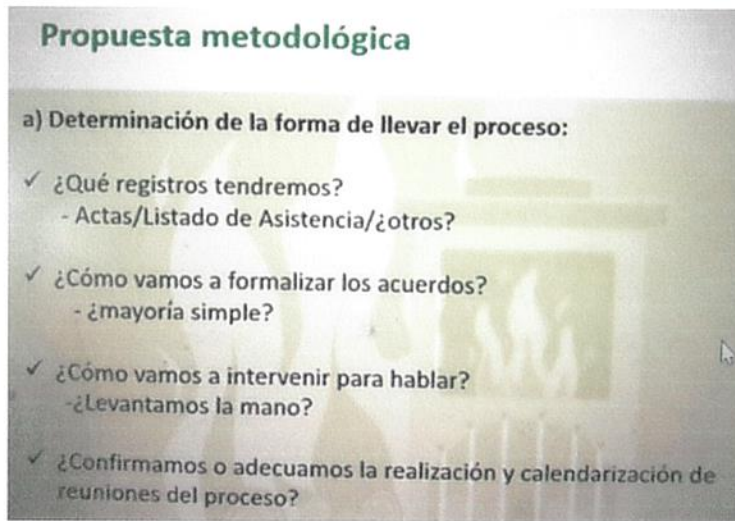 Propuesta metodológica
a) Determinación de la forma de llevar el proceso:
✓ ¿Qué registros tendremos?
- Actas/Listado de Asistencia/¿otros?
✓ ¿Cómo vamos a formalizar los acuerdos?
- ¿mayoría simple?
✓ ¿Cómo vamos a intervenir para hablar?
-¿Levantamos la mano?
✓ ¿Confirmamos o adecuamos la realización y calendarización de
reuniones del proceso?